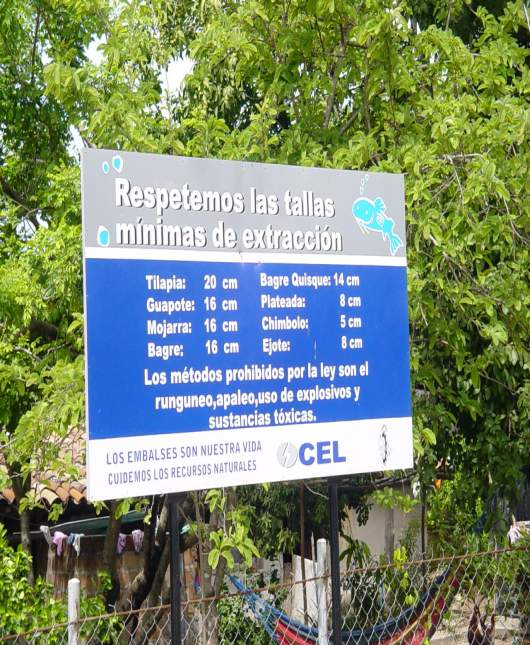 Respetemos las tallas
mínimas de extracción
Tilapia: 20 cm
Guapote: 16 cm
Mojarra: 16 cm
Bagre: 16 cm
Bagre Quisque: 14 cm
Plateada: 8 cm
Chimbolo: 5 cm
Ejote: 8 cm
Los métodos prohibidos por la ley son el
runguneo,apaleo,uso de explosivos y
sustancias tóxicas.
LOS EMBALSES SON NUESTRA VIDA
CUIDEMOS LOS RECURSOS NATURALES
CEL